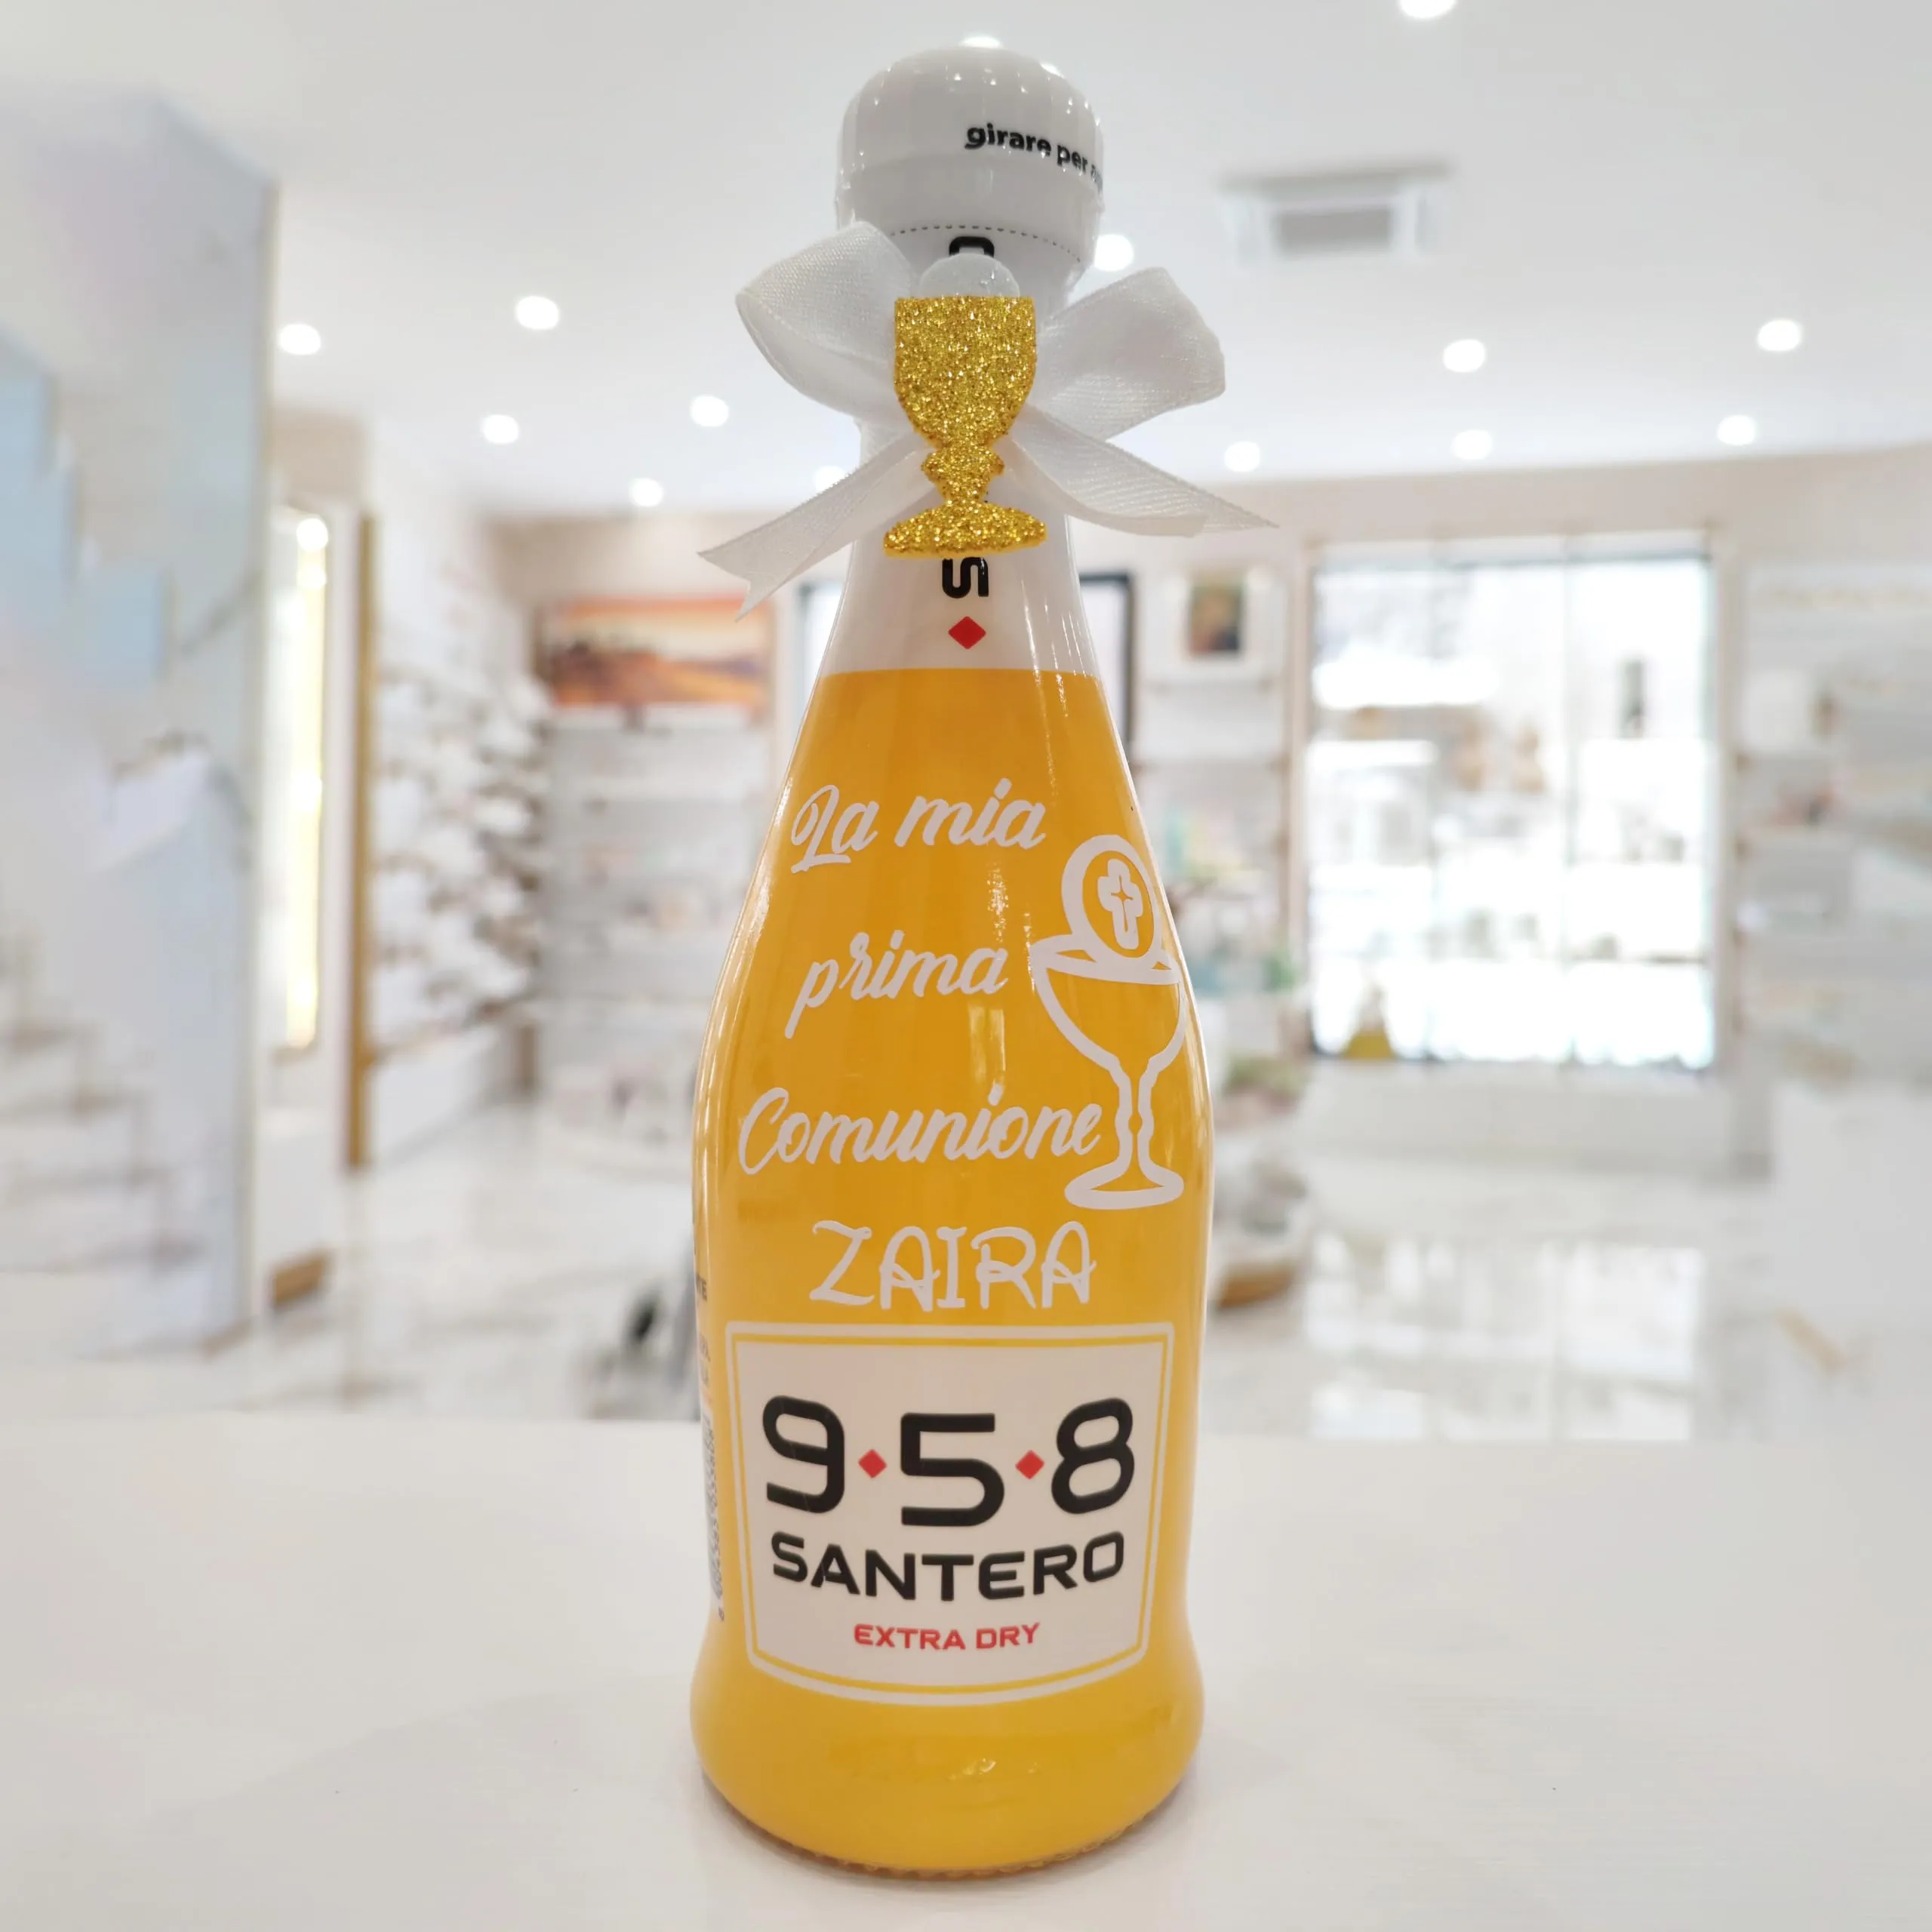 girare per
S
La mia
prima
Comunione
ZAIRA
9·5·8
SANTERO
EXTRA DRY